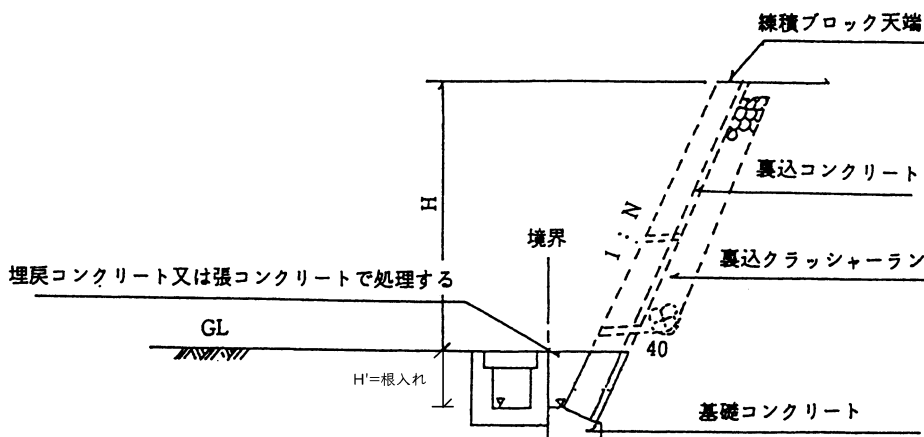 練積ブロック天端
裏込コンクリート
H
1:N
境界
裏込クラッシャーラン
埋戻コンクリート又は張コンクリートで処理する
GL
40
H'=根入れ
基礎コンクリート